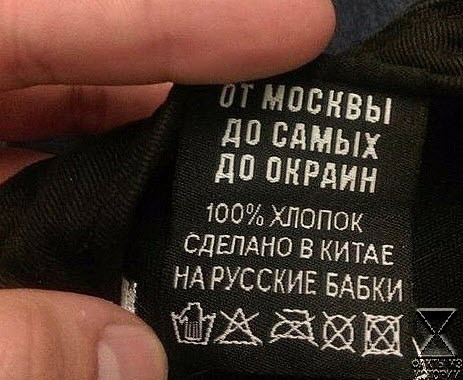 ОТ МОСКВЫ
ДО САМЫХ
ДО ОКРАИН
100% ХЛОПОК
СДЕЛАНО В КИТАЕ
НА РУССКИЕ БАБКИ